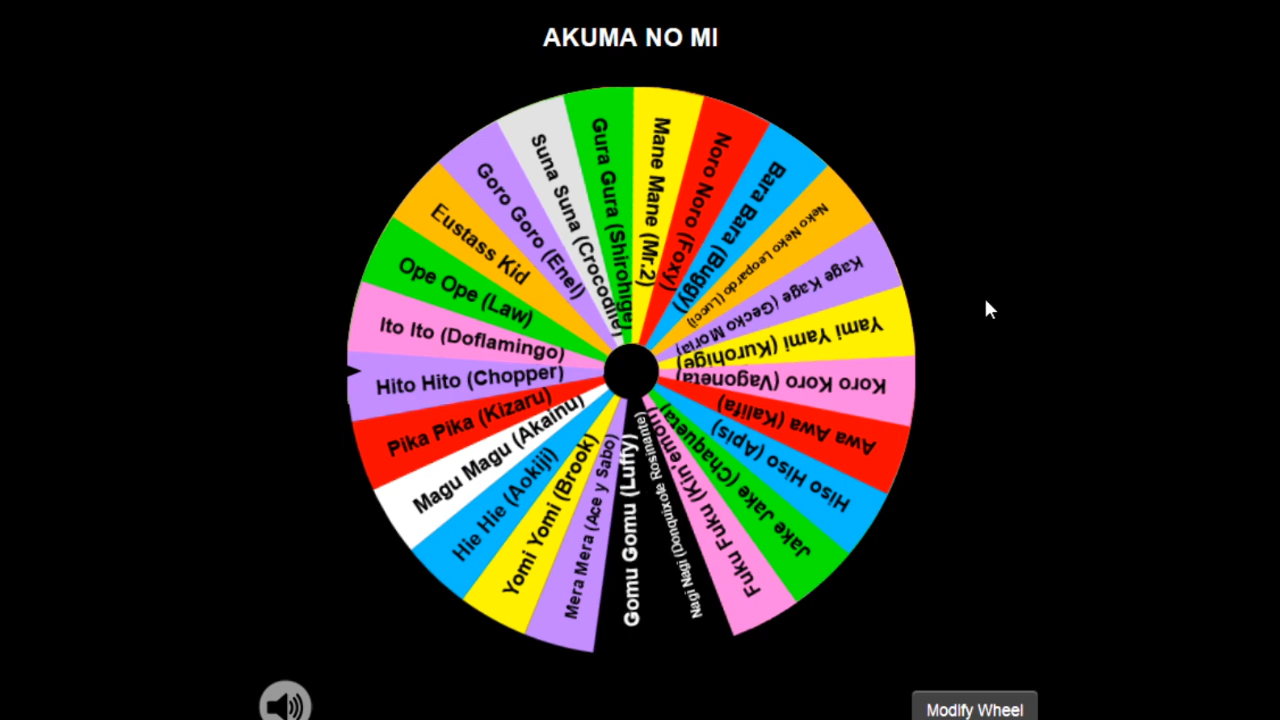 AKUMA NO MI
Gura Gura (Shirohige)
Mane Mane (Mr.2)
Noro Noro (Foxy)
Bara Bara (Buggy)
Neko Neko Leopardo (Lucci)
Kage Kage (Gecko Moria)
Yami Yami (Kurohige)
Koro Koro (Vagoneta)
Awa Awa (Kalifa)
Hiso Hiso (Apis)
Jake Jake (Chaqueta)
Fuku Fuku (Kin'emon)
Nagi Nagi (Donquixote Rosinante)
Gomu Gomu (Luffy)
Mera Mera (Ace y Sabo)
Yomi Yomi (Brook)
Hie Hie (Aokiji)
Magu Magu (Akainu)
Pika Pika (Kizaru)
Hito Hito (Chopper)
Ito Ito (Doflamingo)
Ope Ope (Law)
Eustass Kid
Goro Goro (Enel)
Suna Suna (Crocodile)
Modify Wheel